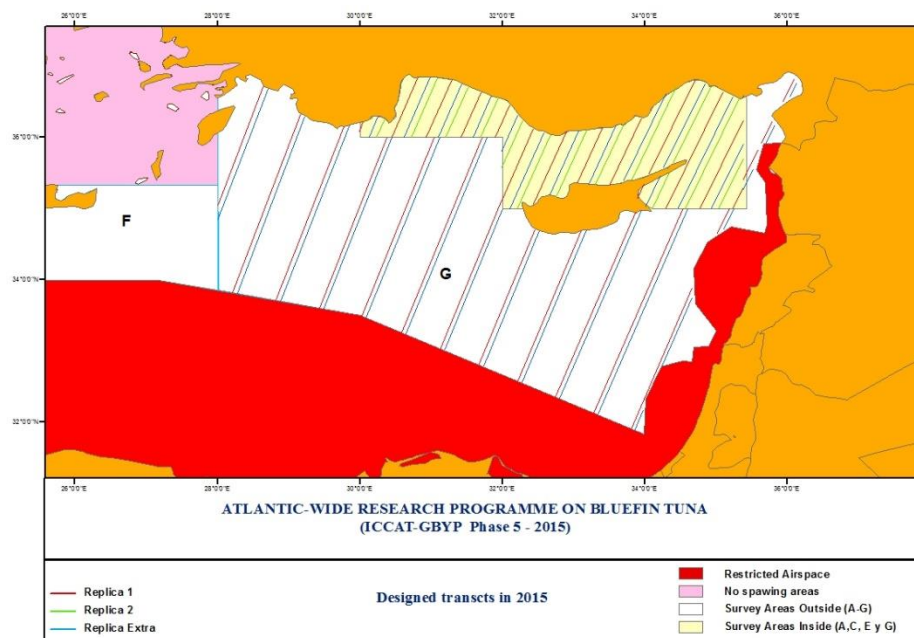 26°0'0"E 28°0'0"E 30°0'0"E 32°0'0"E 34°0'0"E 36°0'0"E
36°0'0"N
F
G
34°0'0"N
32°0'0"N
26°0'0"E 28°0'0"E 30°0'0"E 32°0'0"E 34°0'0"E 36°0'0"E
ATLANTIC-WIDE RESEARCH PROGRAMME ON BLUEFIN TUNA
(ICCAT-GBYP Phase 5 - 2015)
Replica 1
Replica 2
Replica Extra
Designed transcts in 2015
Restricted Airspace
No spawing areas
Survey Areas Outside (A-G)
Survey Areas Inside (A,C, E y G)